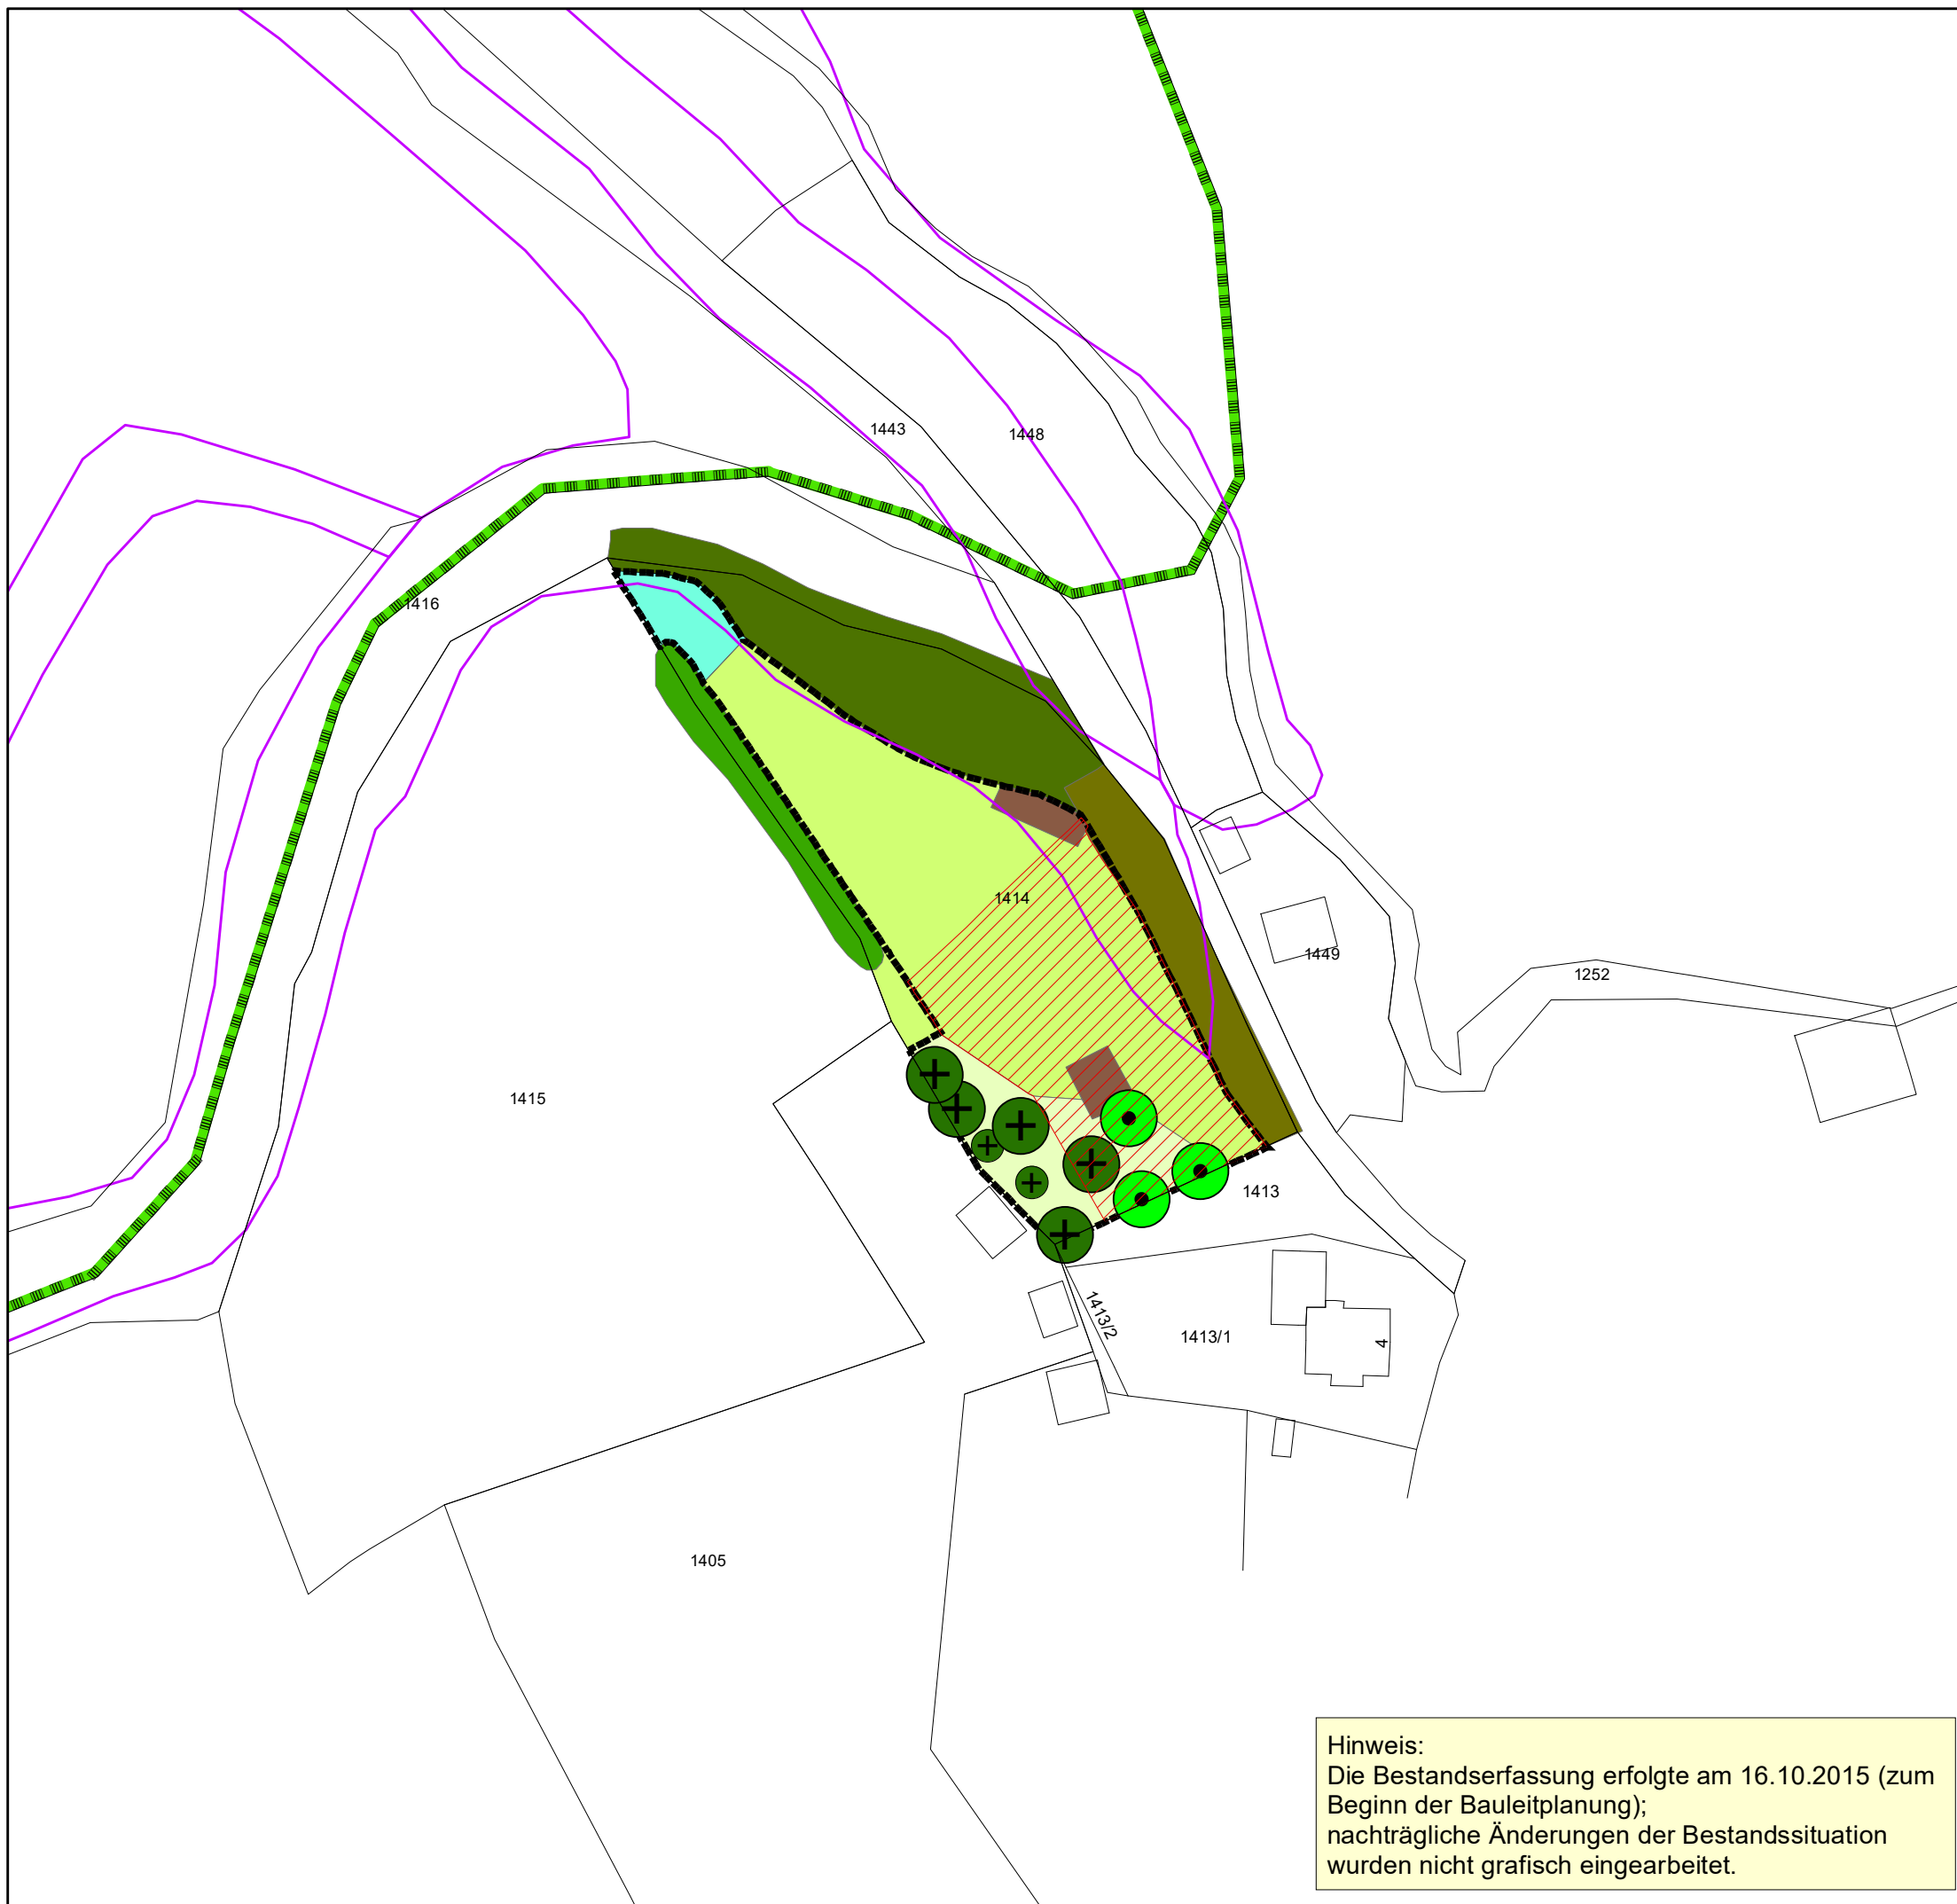 1443
1448
1416
1414
1449
1252
1415
1413
1413/2
1413/1
4
1405
Hinweis:
Die Bestandserfassung erfolgte am 16.10.2015 (zum
Beginn der Bauleitplanung);
nachträgliche Änderungen der Bestandssituation
wurden nicht grafisch eingearbeitet.